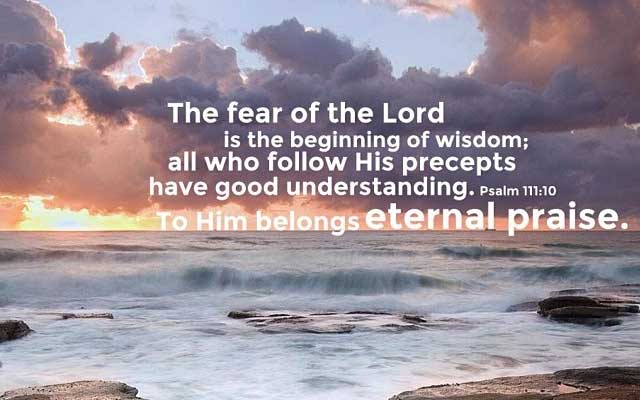 The fear of the Lord
is the beginning of wisdom;
all who follow His precepts
have good understanding. Psalm 111:10
To Him belongs eternal praise.